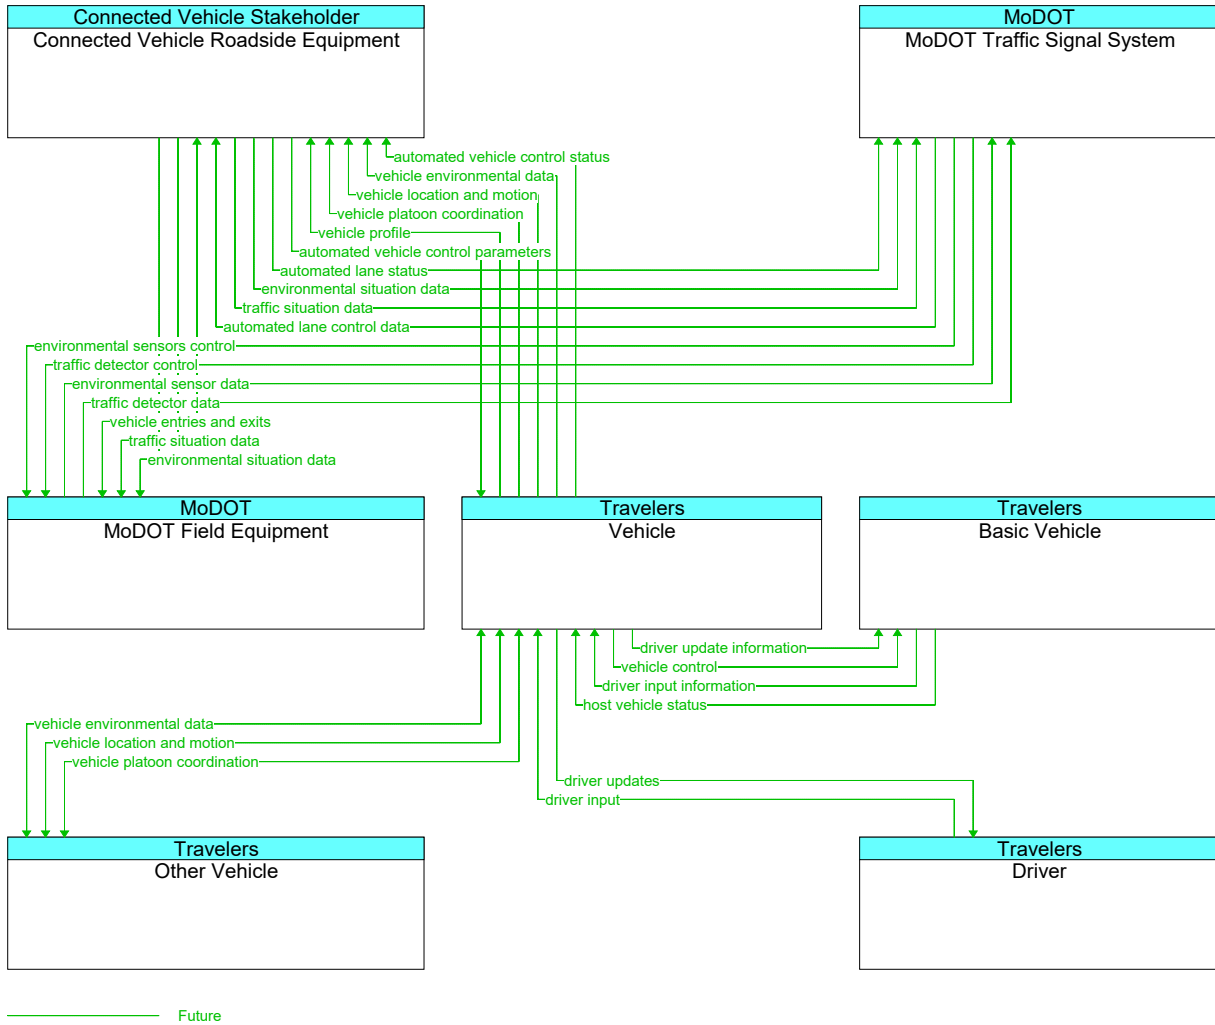 Connected Vehicle Stakeholder
Connected Vehicle Roadside Equipment
MoDOT
MoDOT Traffic Signal System
automated vehicle control status
vehicle environmental data
vehicle location and motion
vehicle platoon coordination
vehicle profile
automated vehicle control parameters
automated lane status
environmental situation data
traffic situation data
automated lane control data
environmental sensors control
traffic detector control
environmental sensor data
traffic detector data
vehicle entries and exits
traffic situation data
environmental situation data
MoDOT
MoDOT Field Equipment
Travelers
Vehicle
Travelers
Basic Vehicle
driver update information
vehicle control
driver input information
host vehicle status
vehicle environmental data
vehicle location and motion
vehicle platoon coordination
driver updates
driver input
Travelers
Other Vehicle
Travelers
Driver
Future